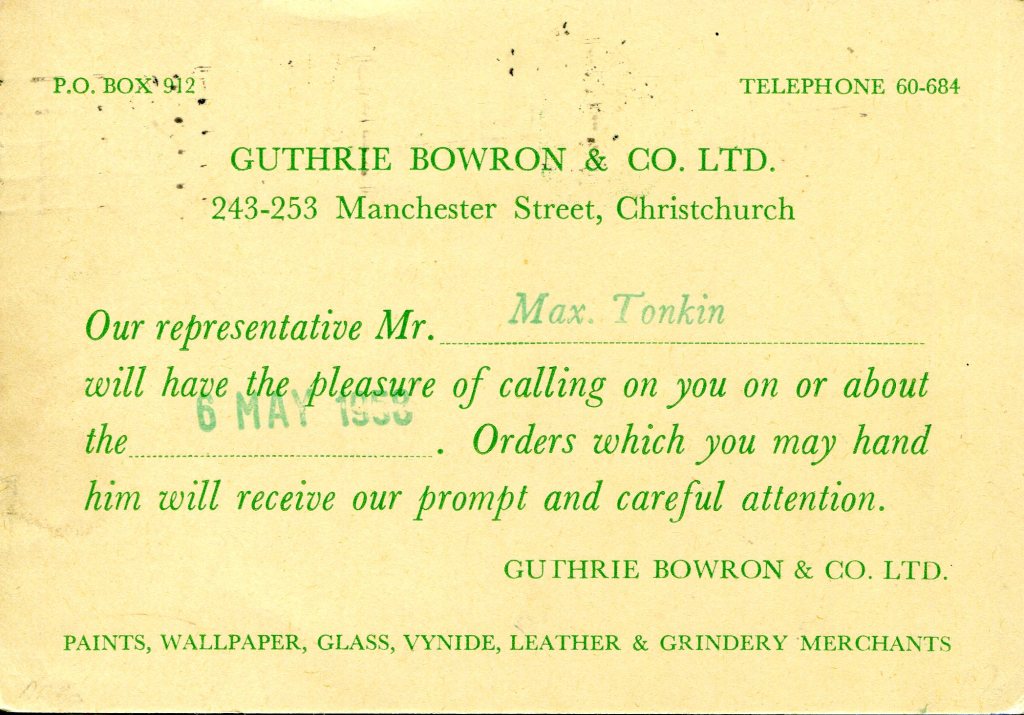 P.O. BOX 912
TELEPHONE 60-684
GUTHRIE BOWRON & CO. LTD.
243-253 Manchester Street, Christchurch
Our representative Mr. Max. Tonkin
will have the pleasure of calling on you on or about
the 6 MAY 1958. Orders which you may hand
him will receive our prompt and careful attention.
GUTHRIE BOWRON & CO. LTD.
PAINTS, WALLPAPER, GLASS, VYNIDE, LEATHER & GRINDERY MERCHANTS